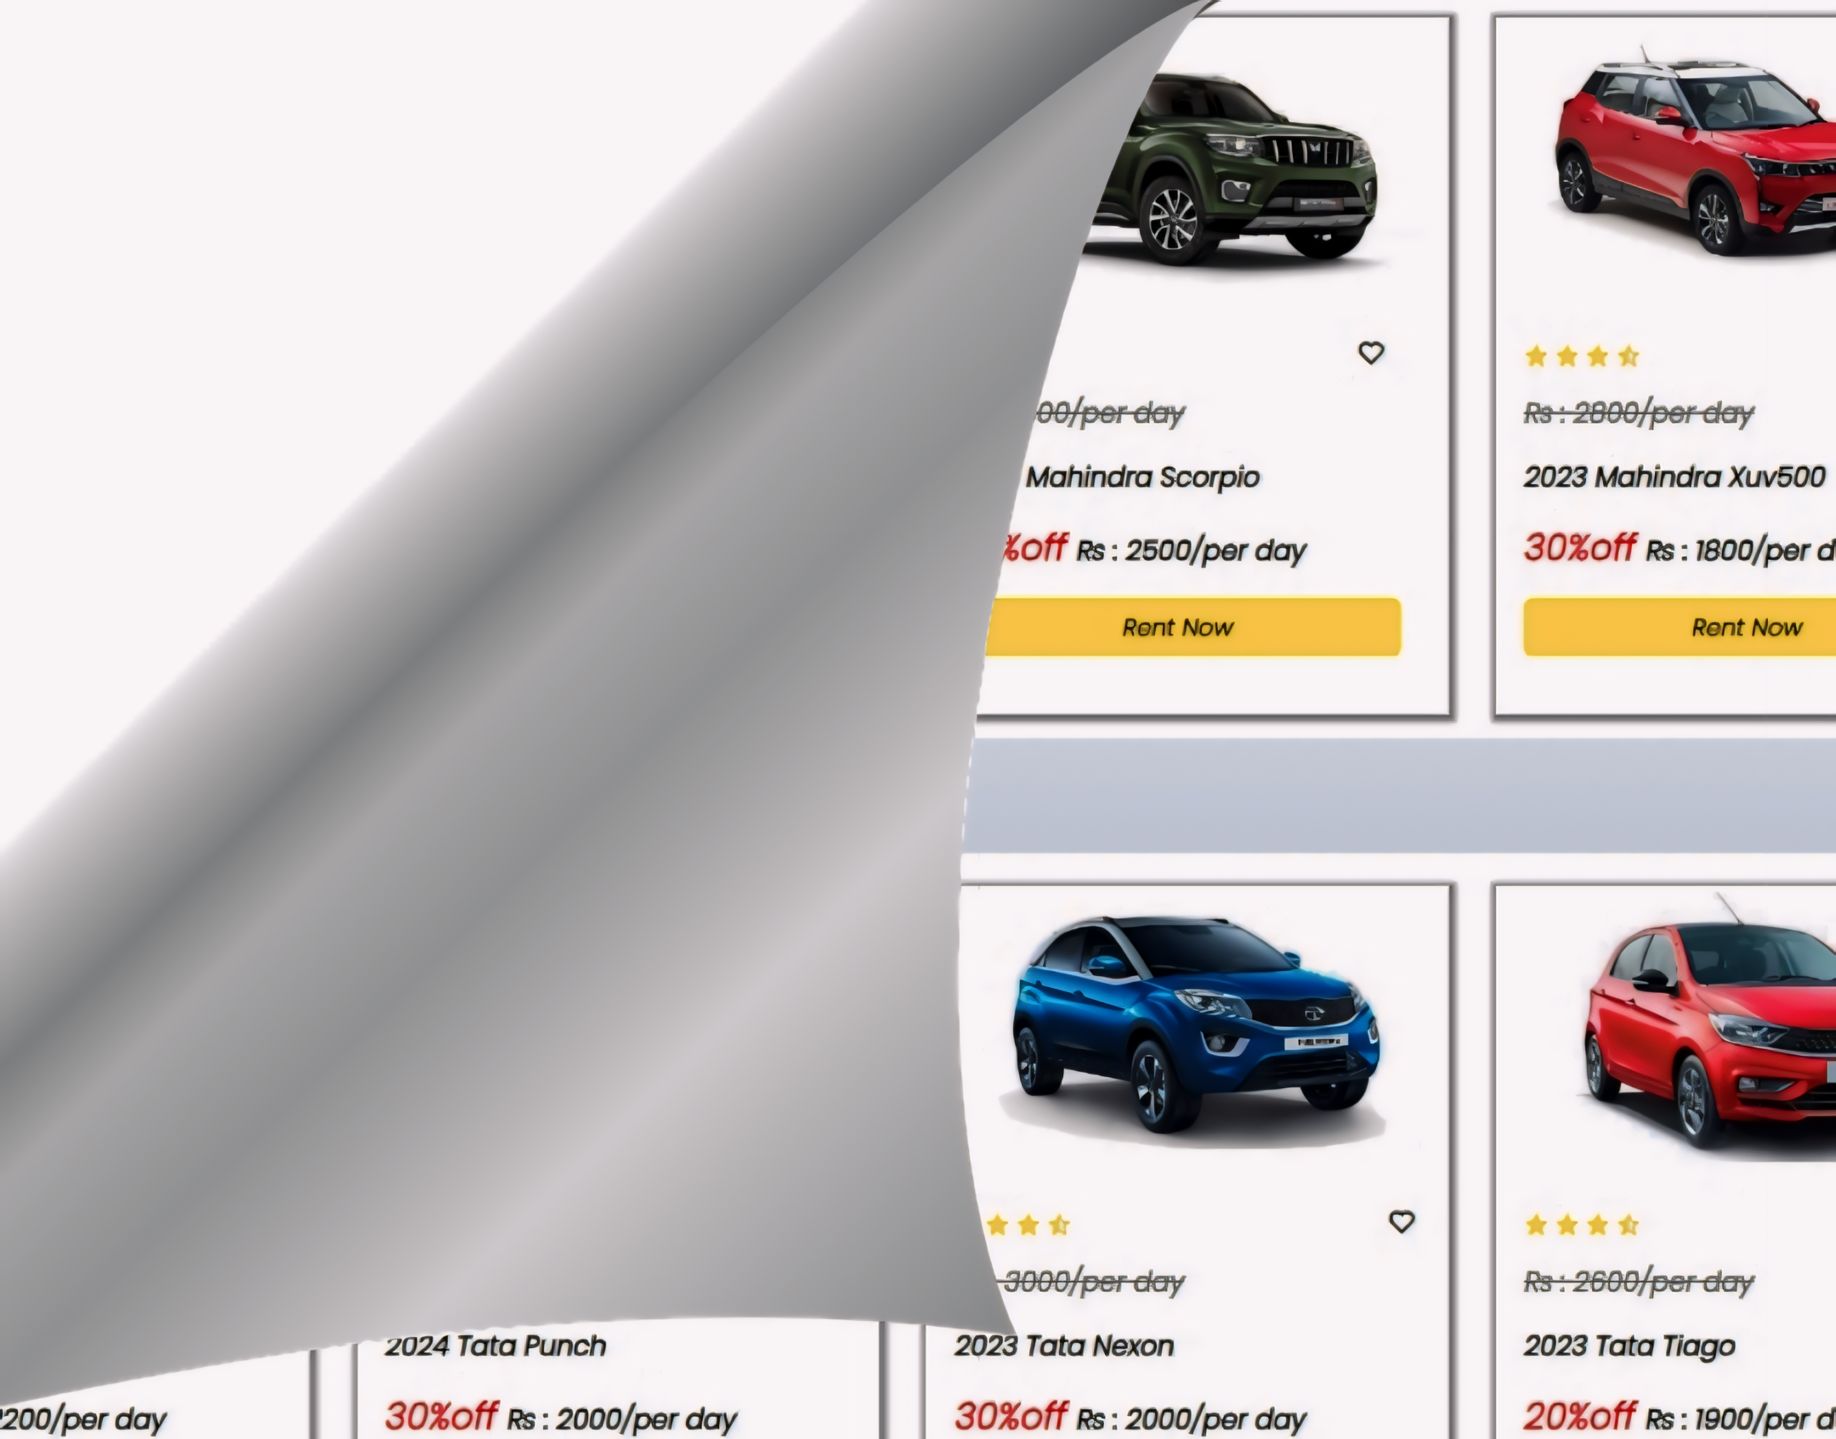 00/per day
Rs : 2800/per day
Mahindra Scorpio
2023 Mahindra Xuv500
%off Rs : 2500/per day
30%off Rs : 1800/per d
Rent Now
Rent Now
3000/per day
Rs : 2600/per day
2024 Tata Punch
2023 Tata Nexon
2023 Tata Tiago
200/per day
30%off Rs : 2000/per day
30%off Rs : 2000/per day
20%off Rs : 1900/per d